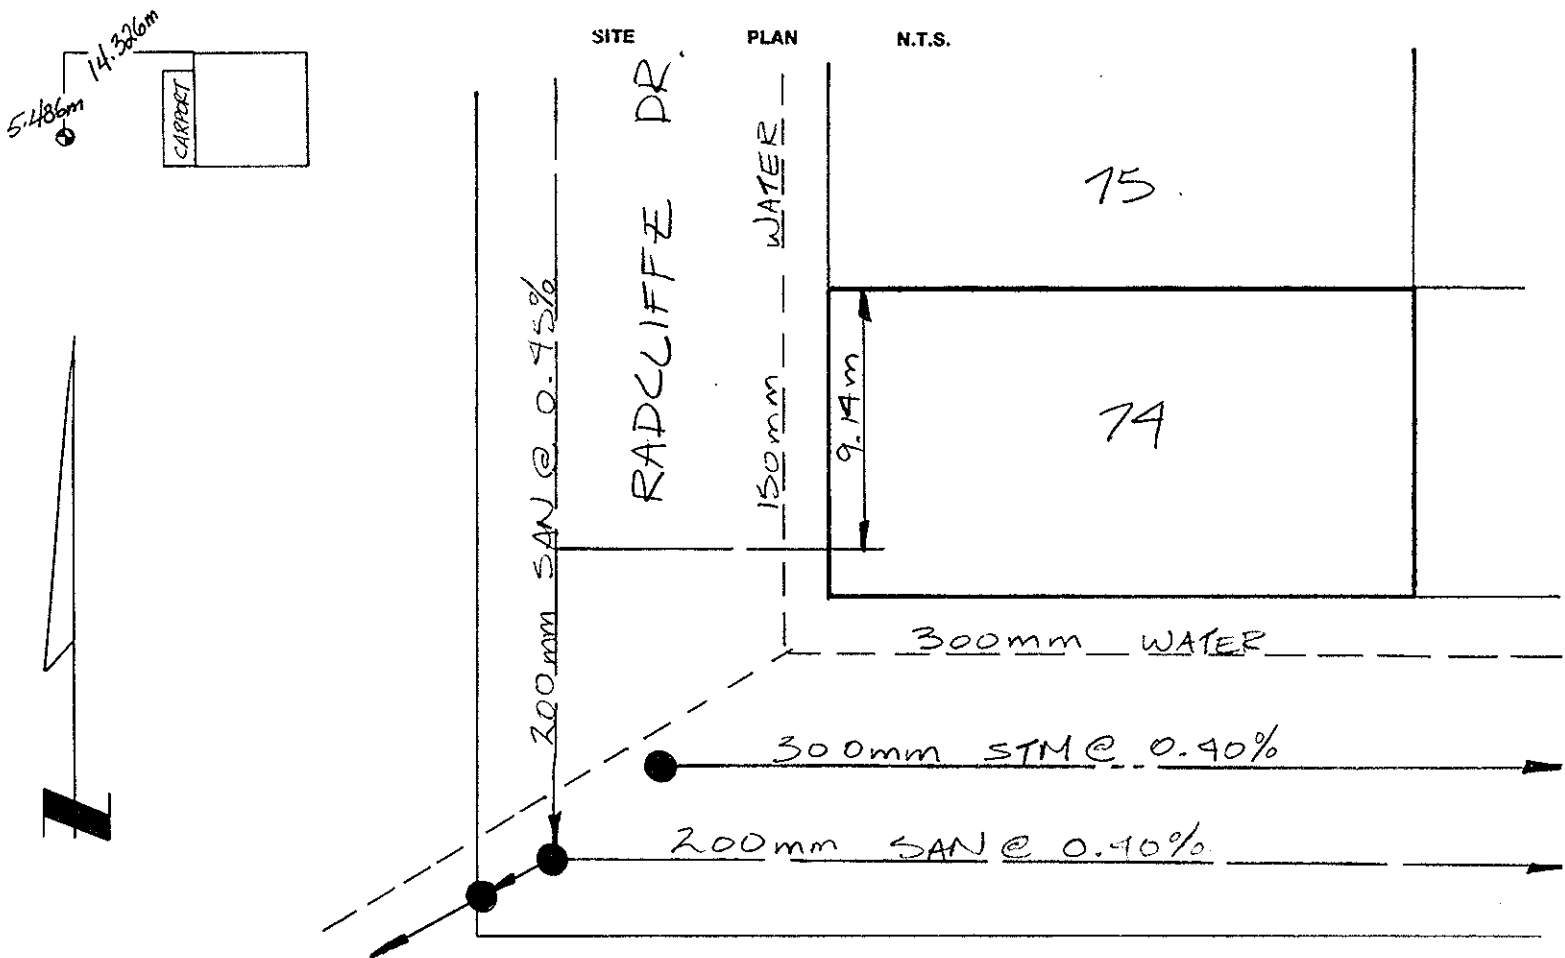 SITE PLAN N.T.S.
14.326m
5.486m
CARPORT
RADCLIFFE DR.
150mm WATER
200mm SAN @ 0.45%
75
74
9.14m
300mm WATER
300mm STM @ 0.40%
200mm SAN @ 0.40%